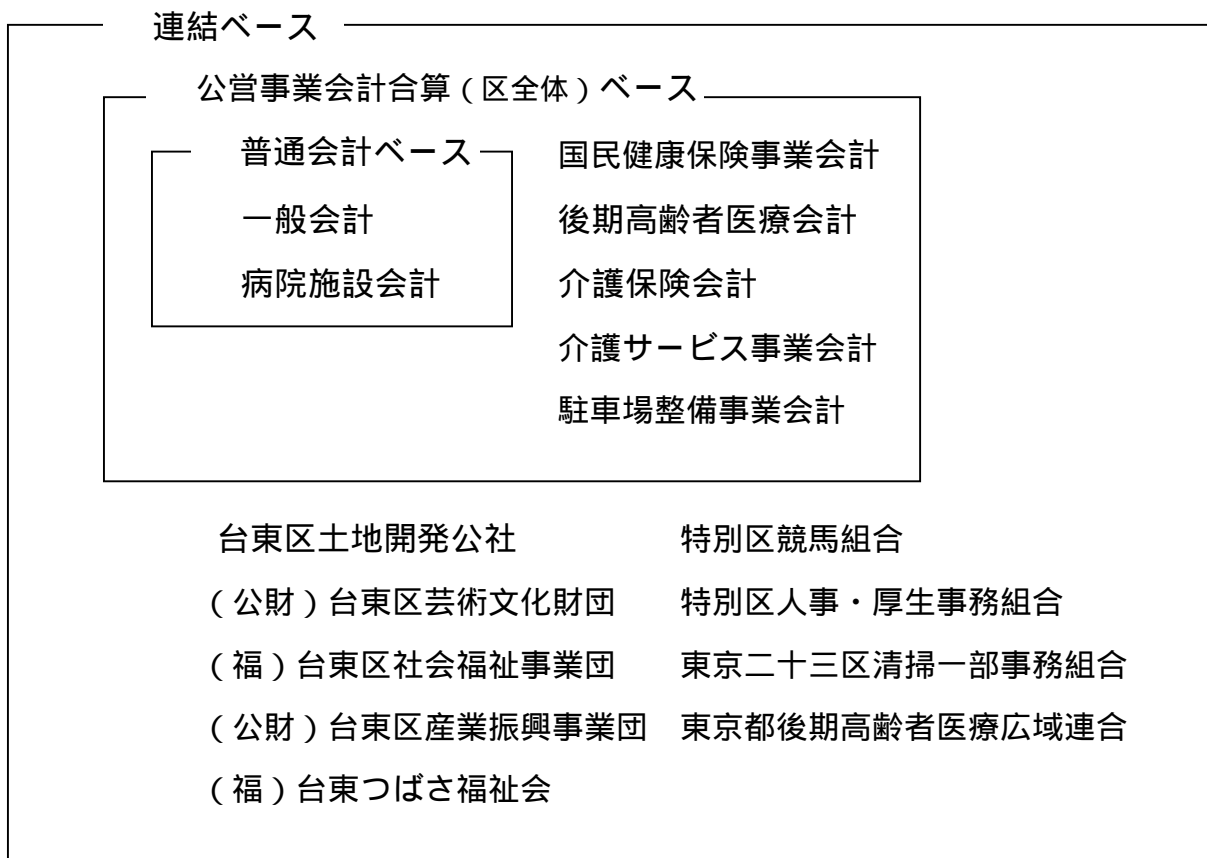 連結ベース
公営事業会計合算（区全体）ベース
普通会計ベース
一般会計
病院施設会計
国民健康保険事業会計
後期高齢者医療会計
介護保険会計
介護サービス事業会計
駐車場整備事業会計
台東区土地開発公社
（公財）台東区芸術文化財団
（福）台東区社会福祉事業団
（公財）台東区産業振興事業団
（福）台東つばさ福祉会
特別区競馬組合
特別区人事・厚生事務組合
東京二十三区清掃一部事務組合
東京都後期高齢者医療広域連合